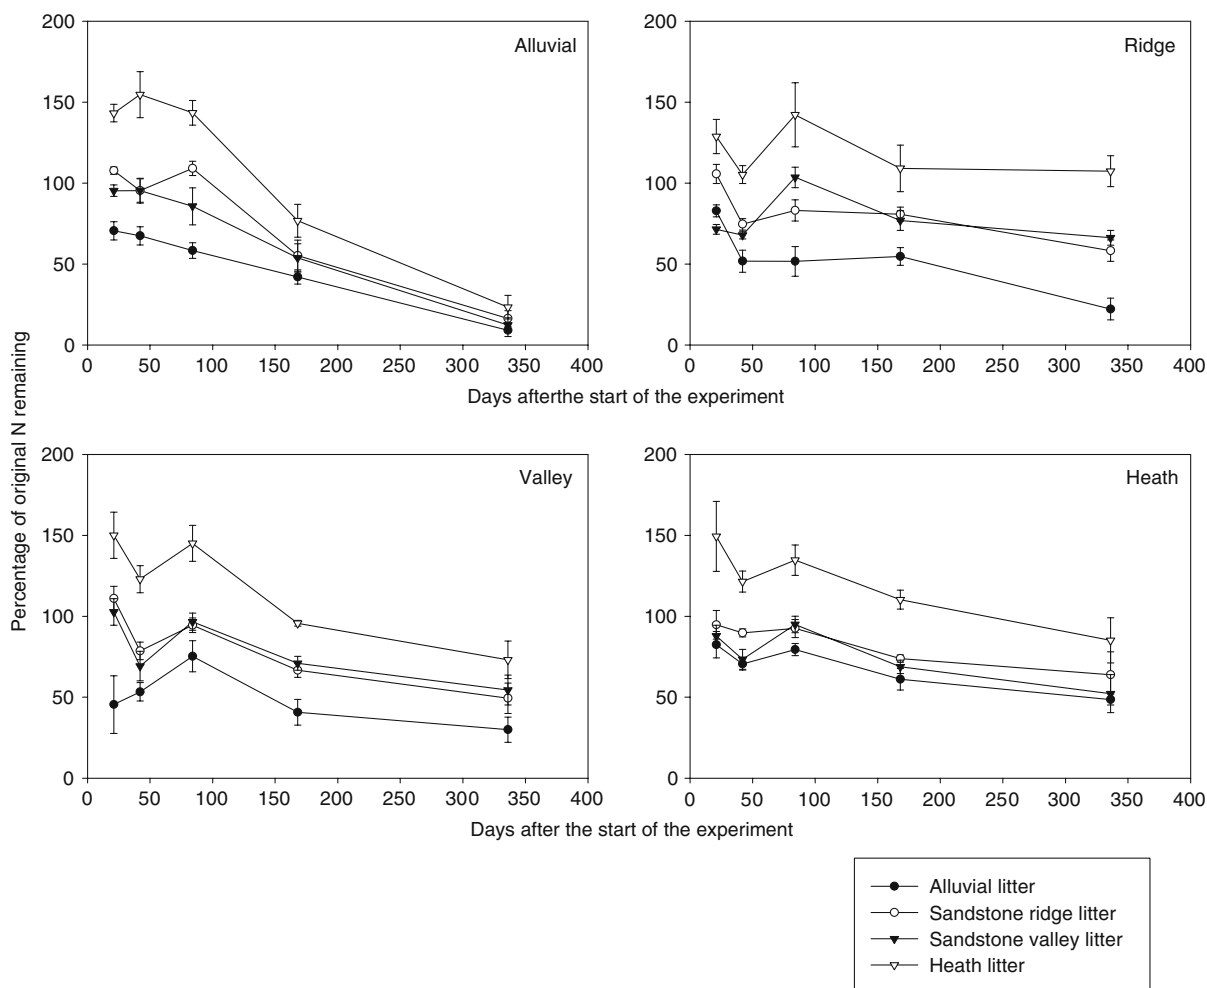 Percentage of original N remaining
200
150
100
50
0
Alluvial
0 50 100 150 200 250 300 350 400
200
150
100
50
0
Ridge
0 50 100 150 200 250 300 350 400
Days afterthe start of the experiment
200
150
100
50
0
Valley
0 50 100 150 200 250 300 350 400
200
150
100
50
0
Heath
0 50 100 150 200 250 300 350 400
Days after the start of the experiment
Alluvial litter
Sandstone ridge litter
Sandstone valley litter
Heath litter